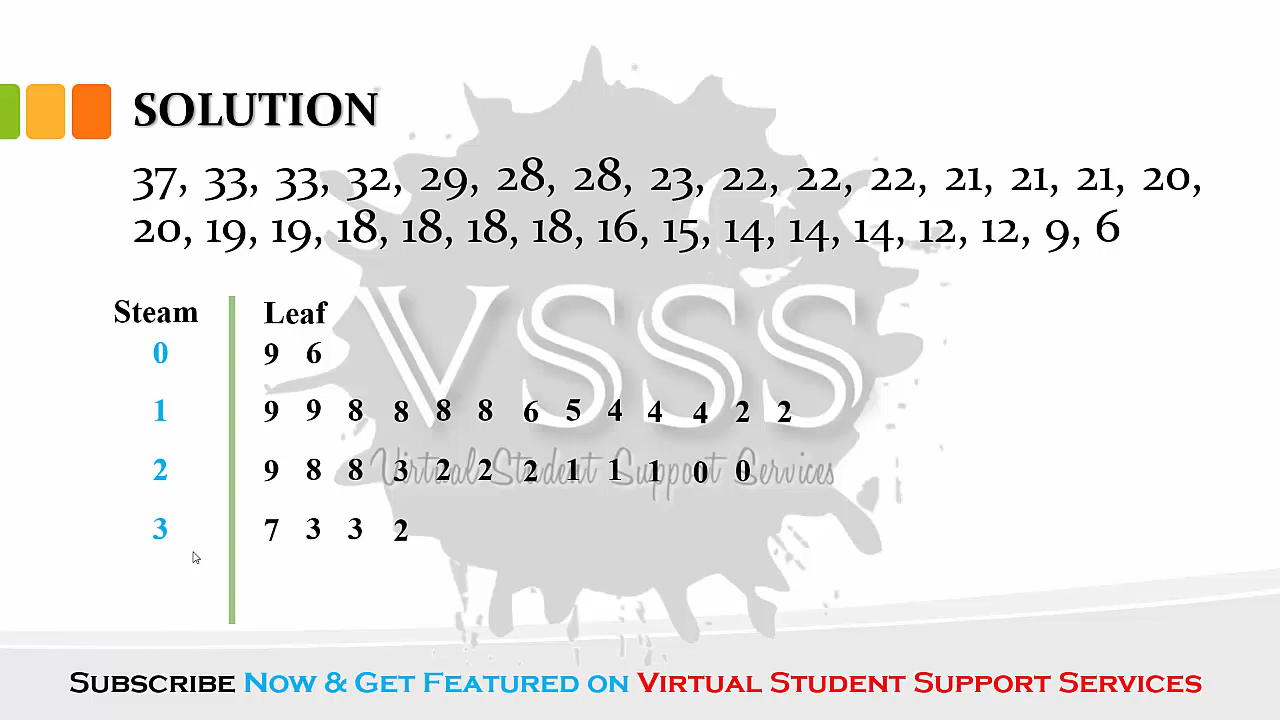 SOLUTION
37, 33, 33, 32, 29, 28, 28, 23, 22, 22, 22, 21, 21, 21, 20,
20, 19, 19, 18, 18, 18, 18, 16, 15, 14, 14, 14, 12, 12, 9, 6
Steam Leaf
0 9 6
1 9 9 8 8 8 8 6 5 4 4 4 2 2
2 9 8 8 3 2 2 2 1 1 1 0 0
3 7 3 3 2
VSSS
Virtual Student Support Services
SUBSCRIBE NOW & GET FEATURED ON VIRTUAL STUDENT SUPPORT SERVICES